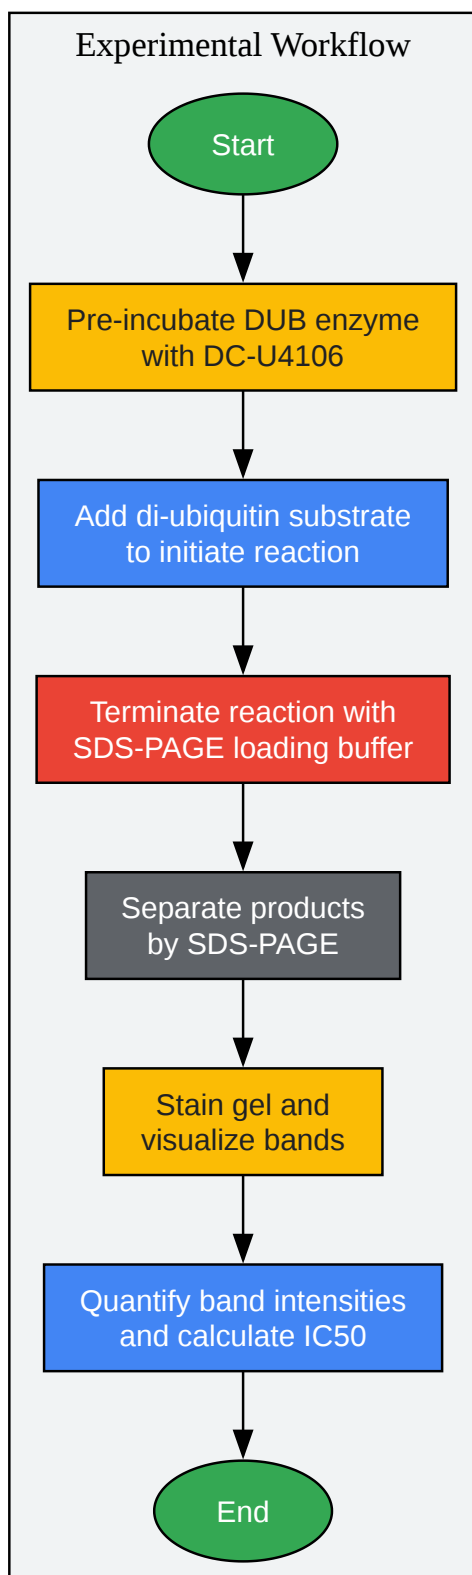 Experimental Workflow
Start
Pre-incubate DUB enzyme
with DC-U4106
Add di-ubiquitin substrate
to initiate reaction
Terminate reaction with
SDS-PAGE loading buffer
Separate products
by SDS-PAGE
Stain gel and
visualize bands
Quantify band intensities
and calculate IC50
End